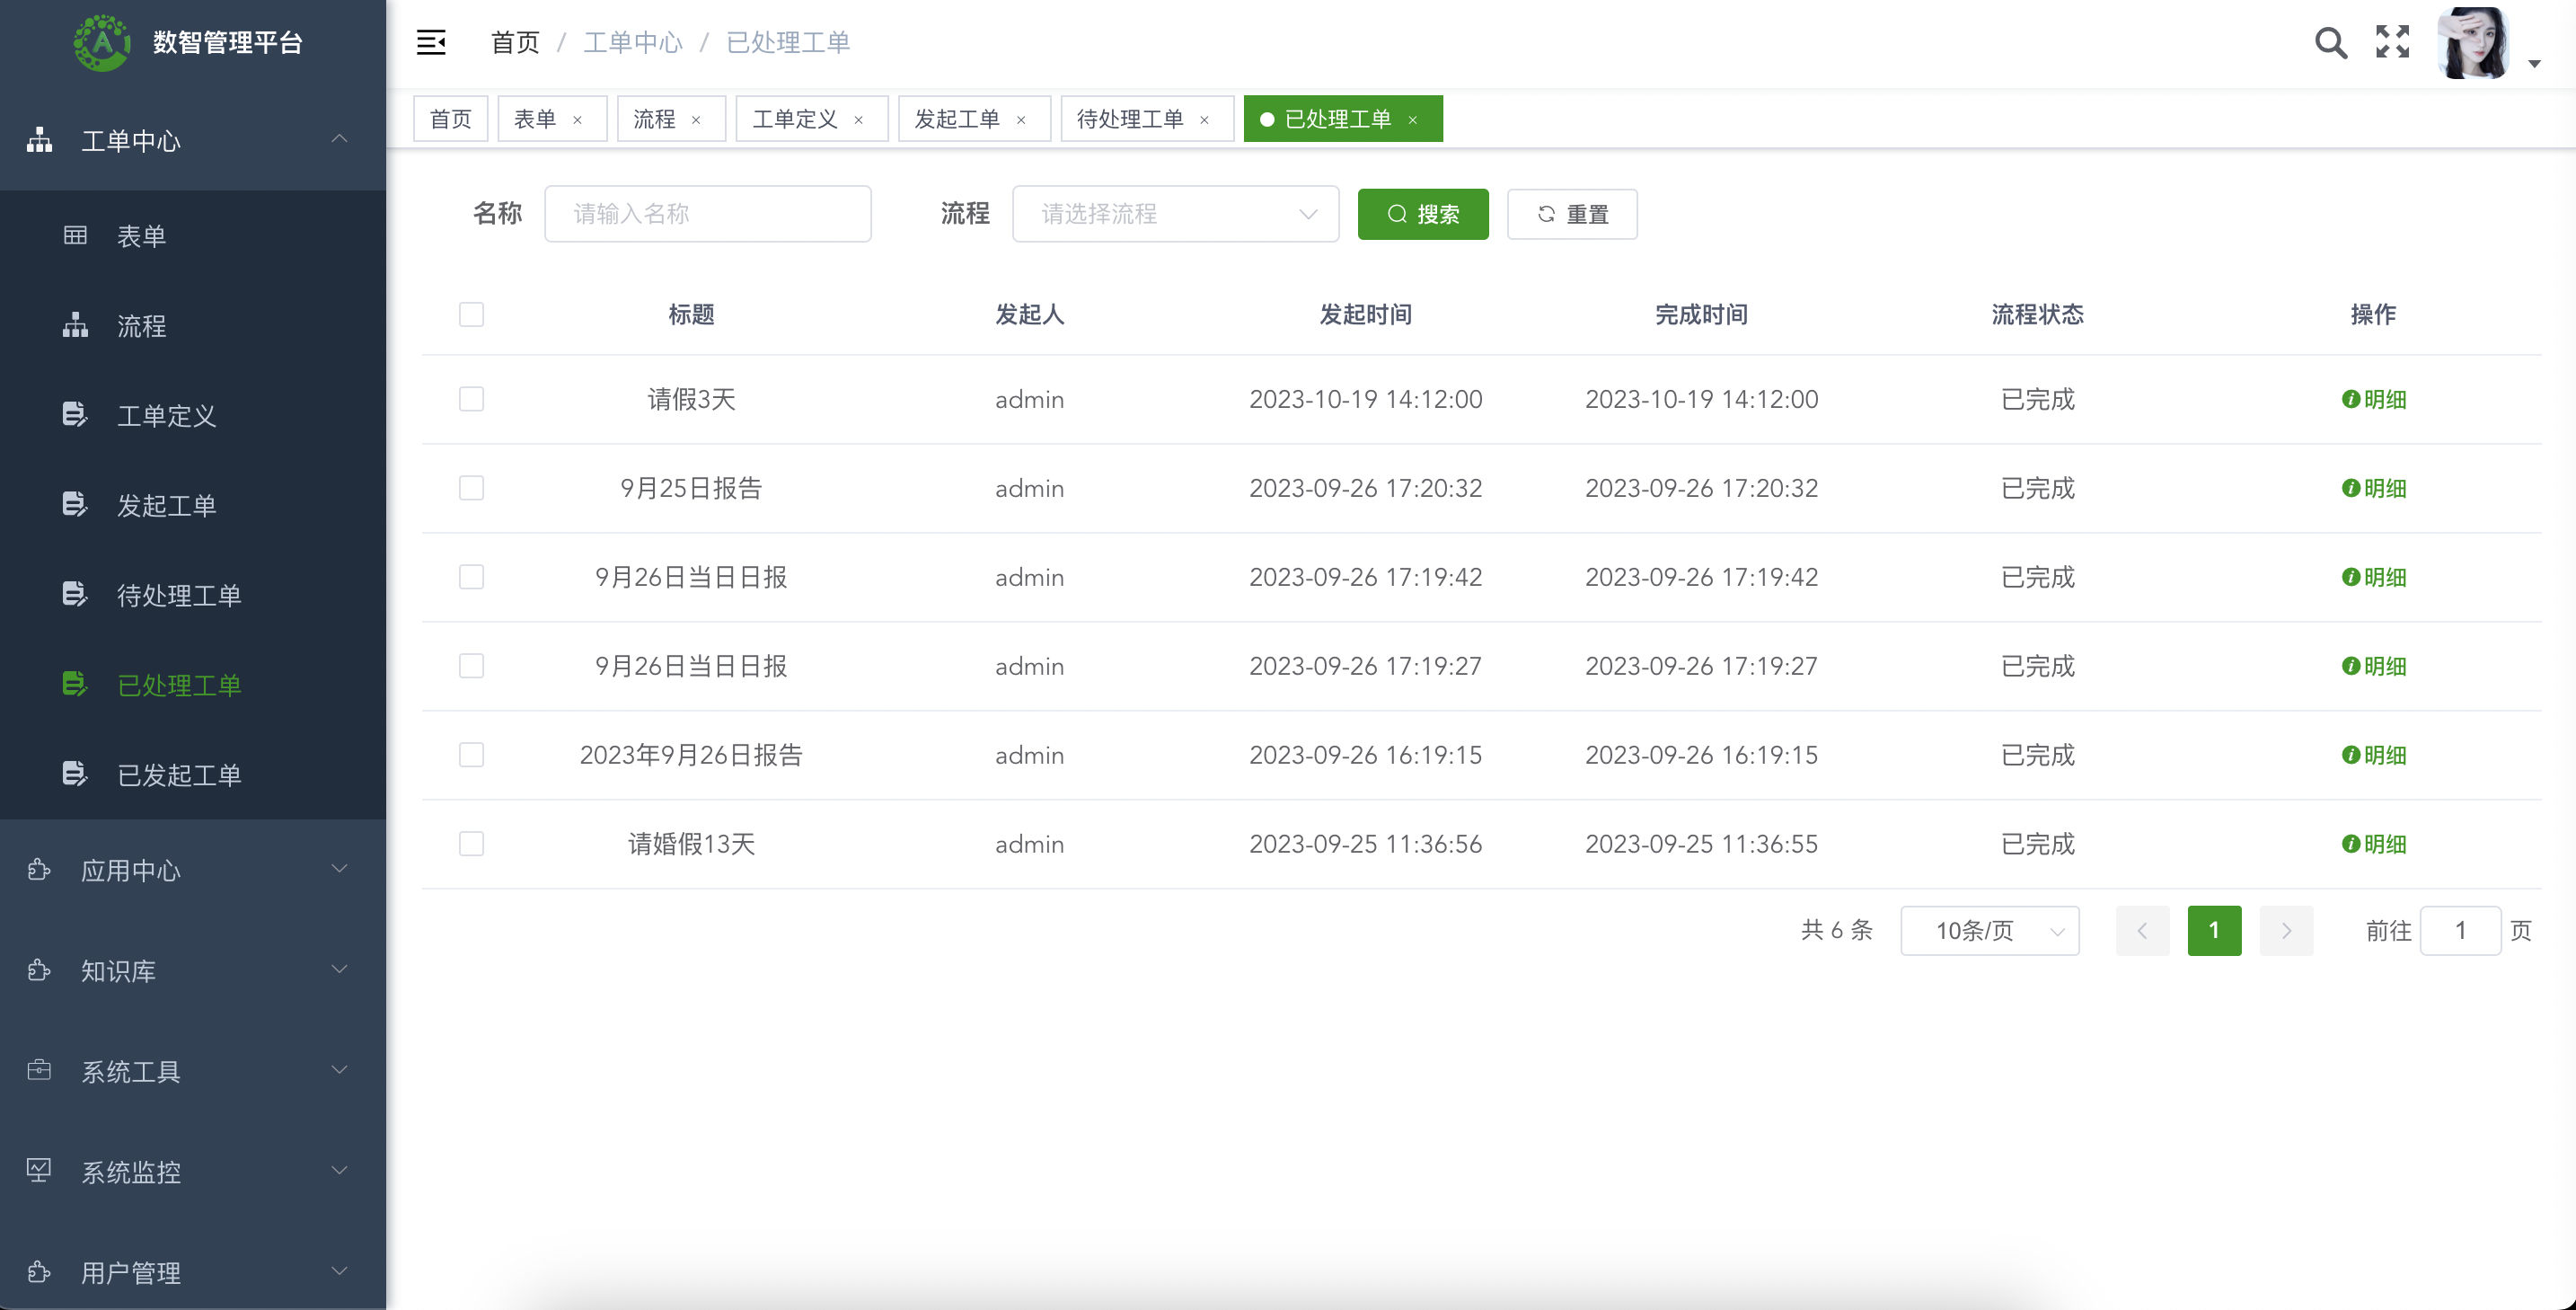 数智管理平台
工单中心
表单
流程
工单定义
发起工单
待处理工单
已处理工单
已发起工单
应用中心
知识库
系统工具
系统监控
用户管理
首页 / 工单中心 / 已处理工单
首页 表单 × 流程 × 工单定义 × 发起工单 × 待处理工单 × 已处理工单 ×
名称 请输入名称 流程 请选择流程 搜索 重置
标题 发起人 发起时间 完成时间 流程状态 操作
请假3天 admin 2023-10-19 14:12:00 2023-10-19 14:12:00 已完成 明细
9月25日报告 admin 2023-09-26 17:20:32 2023-09-26 17:20:32 已完成 明细
9月26日当日日报 admin 2023-09-26 17:19:42 2023-09-26 17:19:42 已完成 明细
9月26日当日日报 admin 2023-09-26 17:19:27 2023-09-26 17:19:27 已完成 明细
2023年9月26日报告 admin 2023-09-26 16:19:15 2023-09-26 16:19:15 已完成 明细
请婚假13天 admin 2023-09-25 11:36:56 2023-09-25 11:36:55 已完成 明细
共 6 条 10条/页 1 前往 1 页